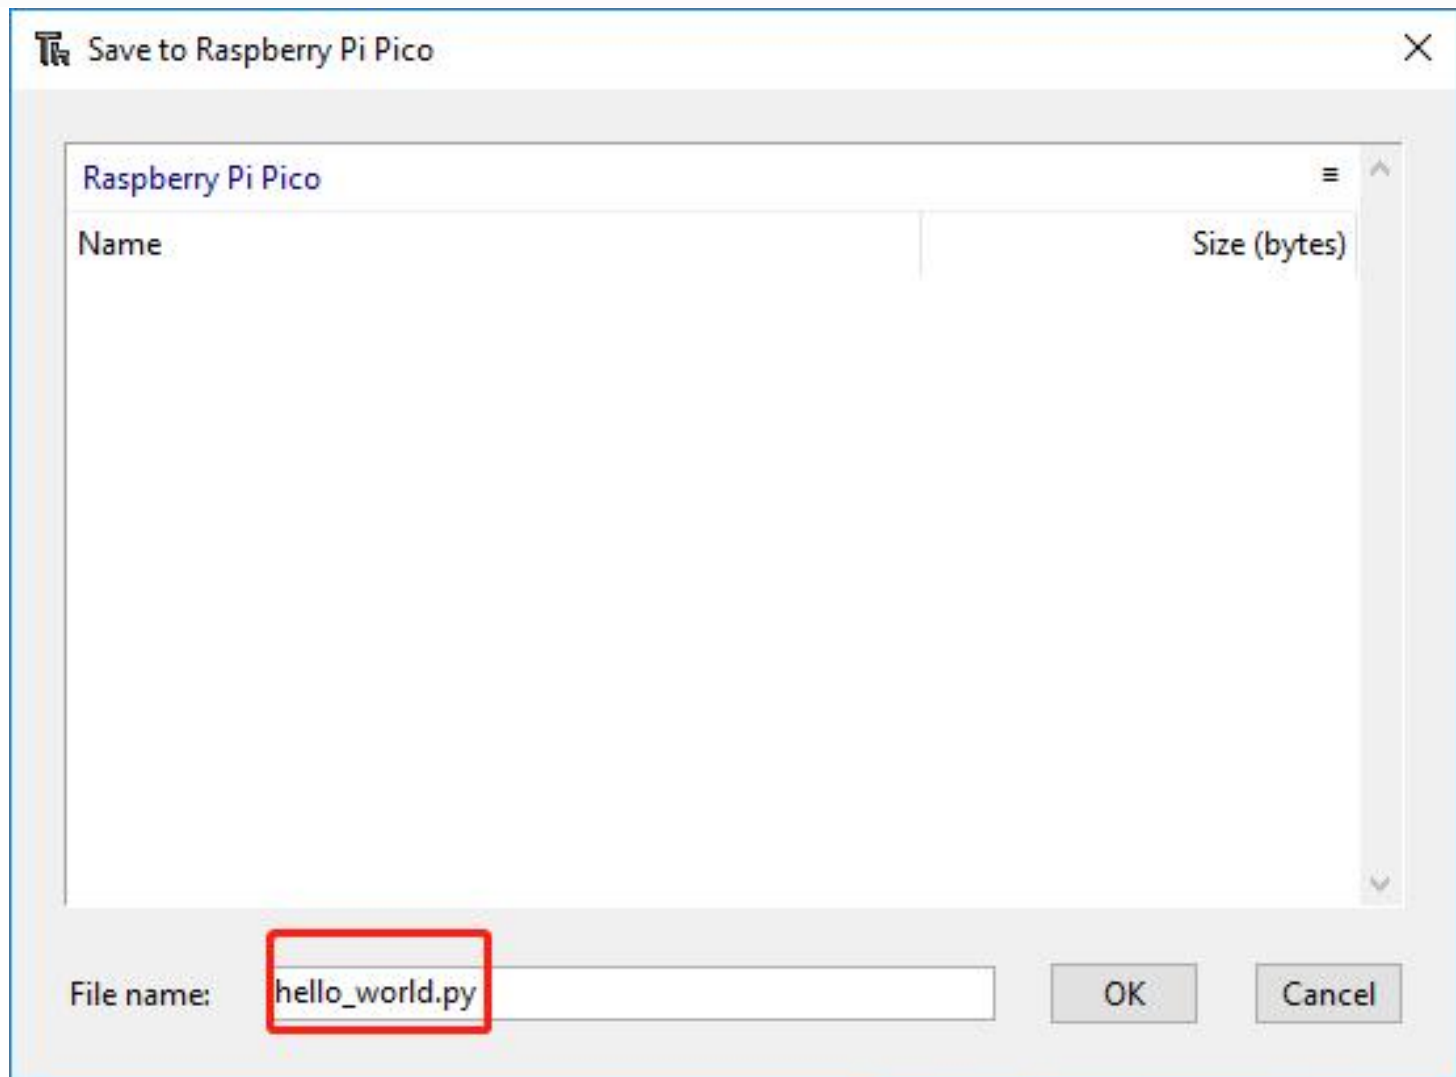 Save to Raspberry Pi Pico
Raspberry Pi Pico
Name Size (bytes)
File name: hello_world.py OK Cancel